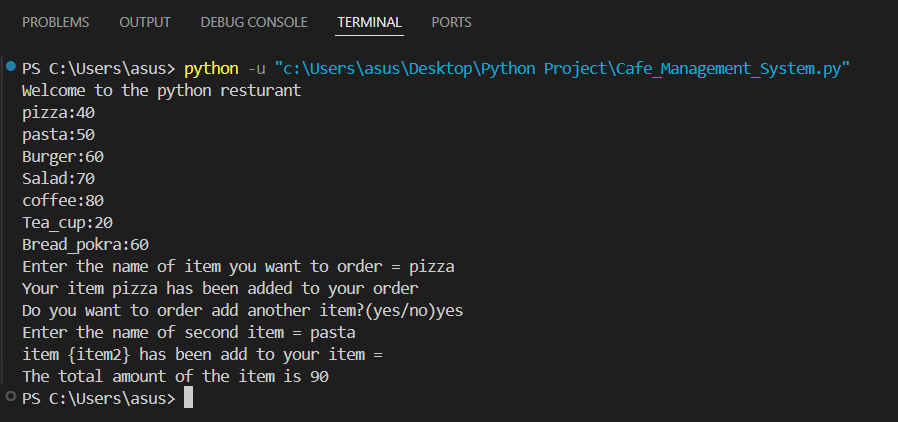 PROBLEMS OUTPUT DEBUG CONSOLE TERMINAL PORTS
PS C:\Users\asus> python -u "c:\Users\asus\Desktop\Python Project\Cafe_Management_System.py"
Welcome to the python resturant
pizza:40
pasta:50
Burger:60
Salad:70
coffee:80
Tea_cup:20
Bread_pokra:60
Enter the name of item you want to order = pizza
Your item pizza has been added to your order
Do you want to order add another item?(yes/no)yes
Enter the name of second item = pasta
item {item2} has been add to your item =
The total amount of the item is 90
PS C:\Users\asus>